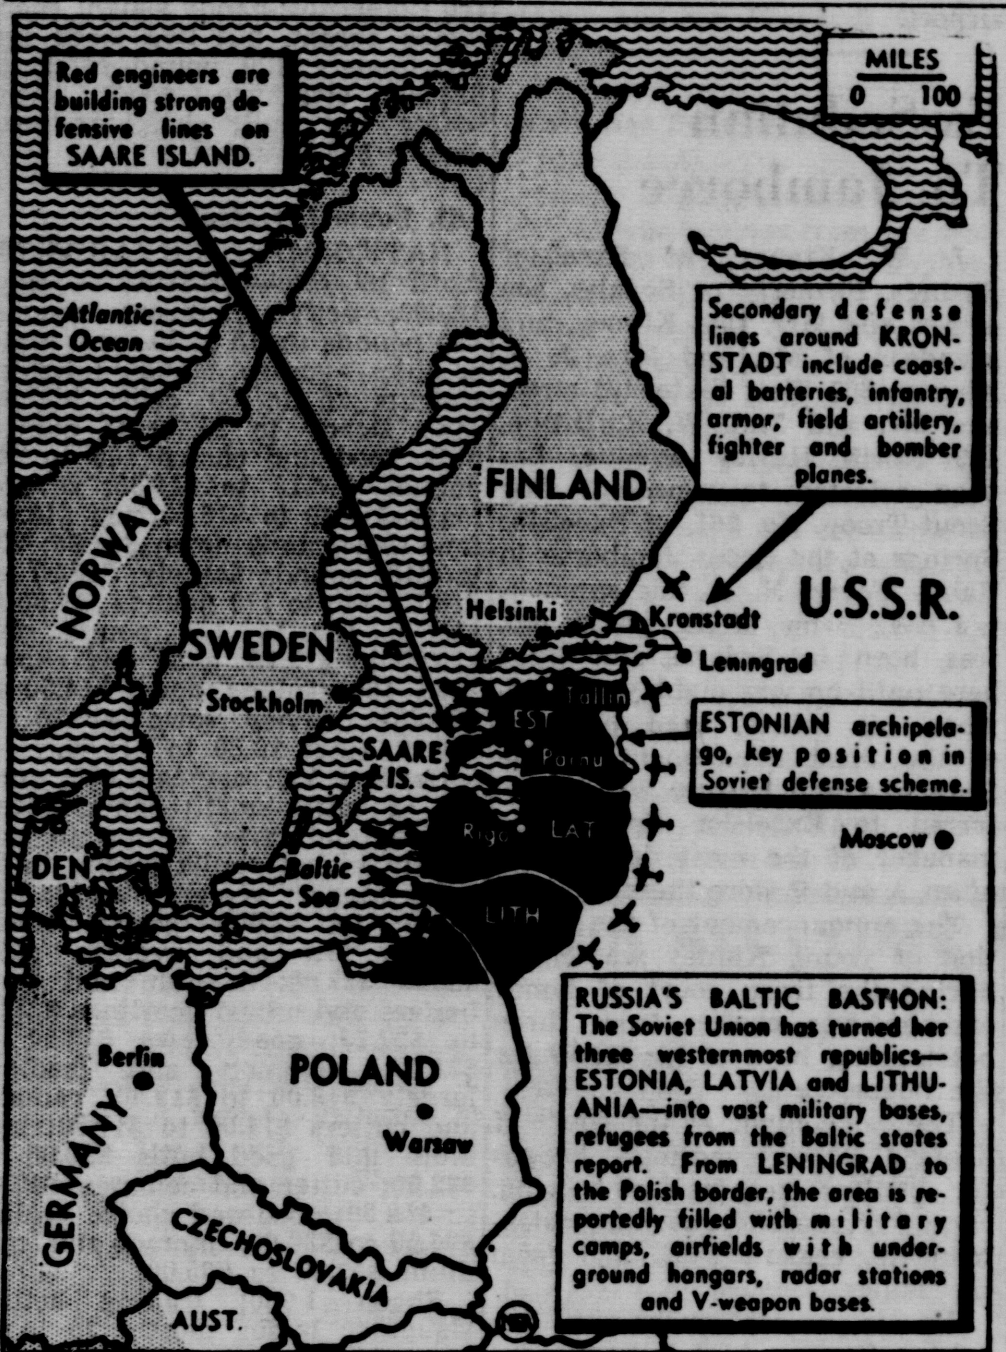 Red engineers are
building strong de-
fensive lines on
SAARE ISLAND.
MILES
0 100
Atlantic
Ocean
Secondary defense
lines around KRON-
STADT include coast-
al batteries, infantry,
armor, field artillery,
fighter and bomber
planes.
FINLAND
NORWAY
Helsinki
Kronstadt
U.S.S.R.
SWEDEN
Leningrad
Stockholm
Tallin
EST
SAARE
IS.
Parnu
ESTONIAN archipela-
go, key position in
Soviet defense scheme.
Riga
LAT
Moscow
DEN.
Baltic
Sea
LITH
RUSSIA'S BALTIC BASTION:
The Soviet Union has turned her
three westernmost republics—
ESTONIA, LATVIA and LITHU-
ANIA—into vast military bases,
refugees from the Baltic states
report. From LENINGRAD to
the Polish border, the area is re-
portedly filled with military
camps, airfields with under-
ground hangars, radar stations
and V-weapon bases.
Berlin
POLAND
Warsaw
GERMANY
CZECHOSLOVAKIA
AUST.